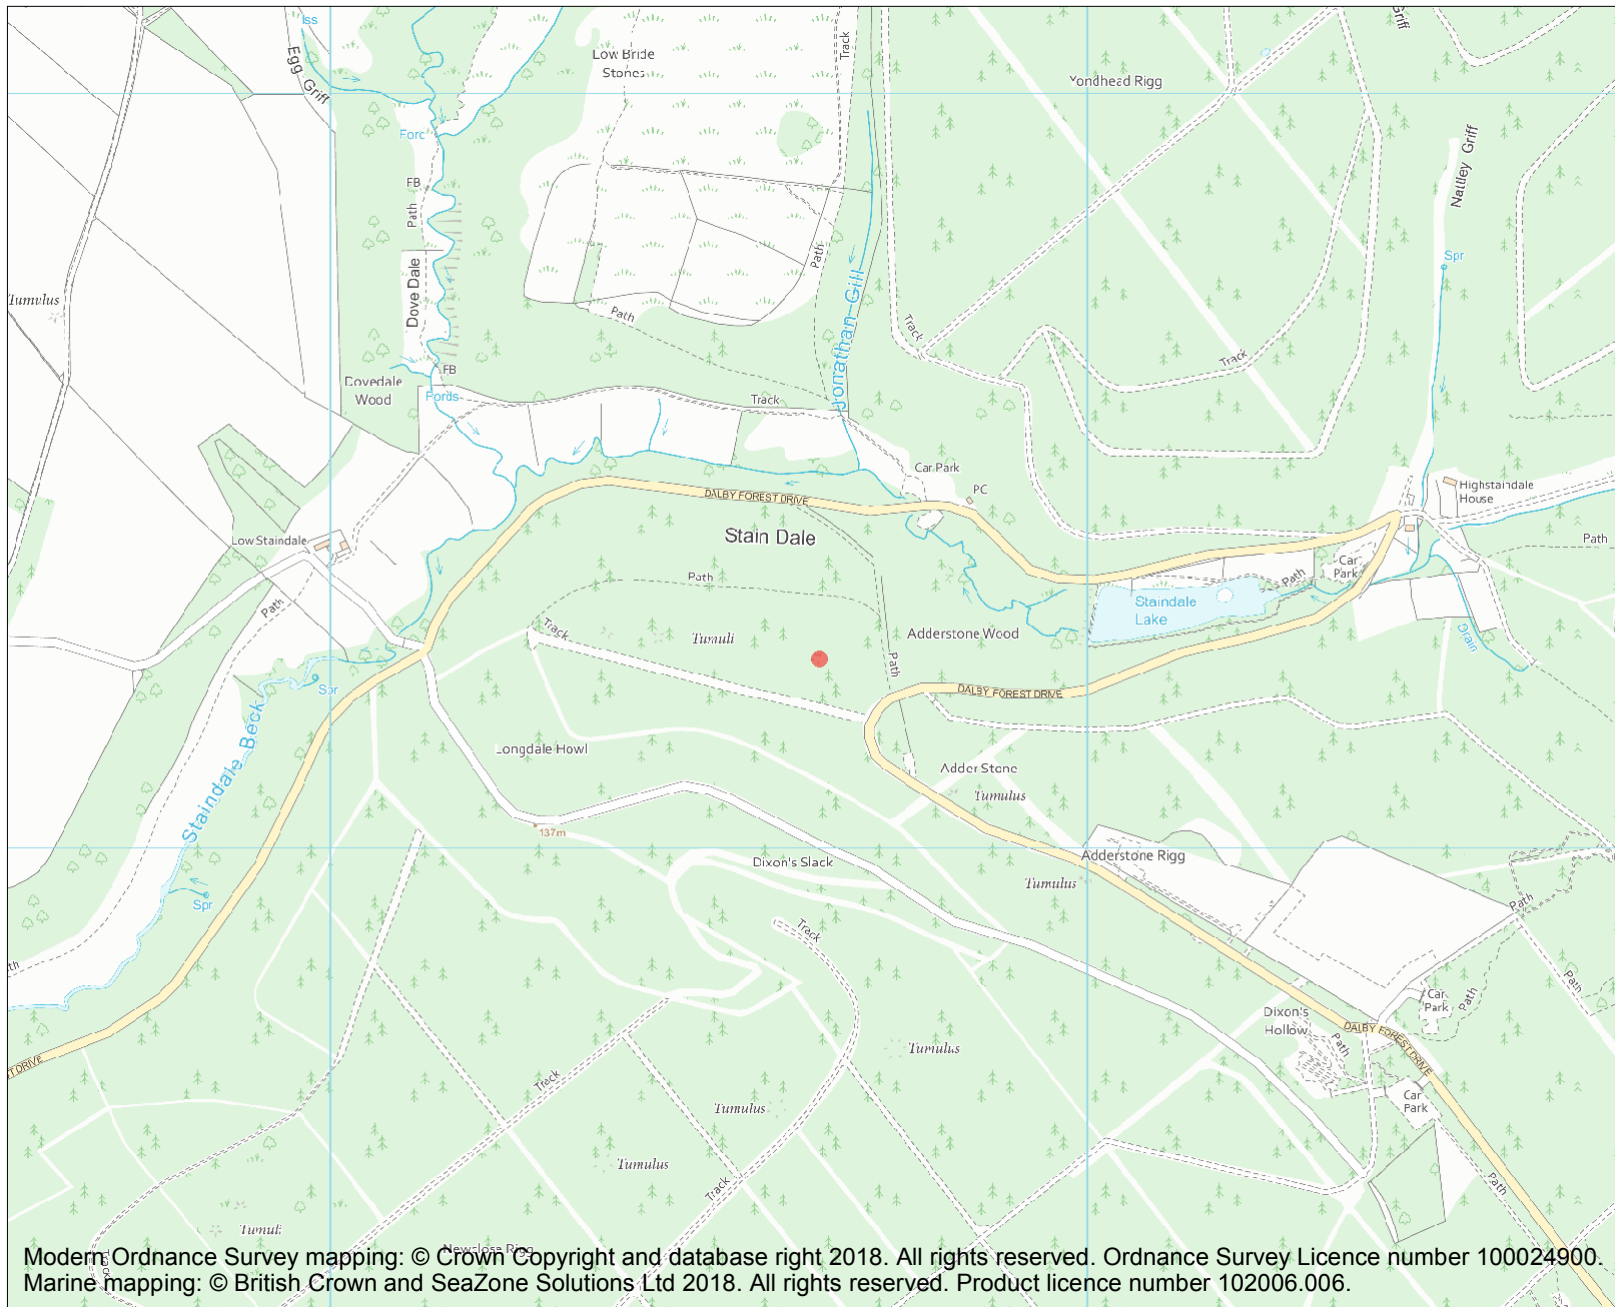 Iss
Egg Griff
Low Bride
Stones
Track
Griff
Yondhead Rigg
Nattley Griff
FB
Path
Dove Dale
Path
Spr
Jonathan Gill
Tumulus
Path
Track
Track
FB
Dovedale
Wood
Fords
Track
Car Park
PC
Highstaindale
House
DALBY FOREST DRIVE
Stain Dale
Low Staindale
Path
Car
Park
Path
Path
Path
Staindale
Lake
Track
Tumuli
Adderstone Wood
Drain
Path
Spr
DALBY FOREST DRIVE
Staindale Beck
Longdale Howl
Adder Stone
Tumulus
137m
Dixon's Slack
Adderstone Rigg
Tumulus
Spr
Path
Track
Path
Car
Park
Path
Dixon's
Hollow
DALBY FOREST DRIVE
Path
Tumulus
Track
Car
Park
Tumulus
Tumulus
Track
Path
Newclose Rigg
Track
Modern Ordnance Survey mapping: © Crown Copyright and database right 2018. All rights reserved. Ordnance Survey Licence number 100024900.
Marine mapping: © British Crown and SeaZone Solutions Ltd 2018. All rights reserved. Product licence number 102006.006.